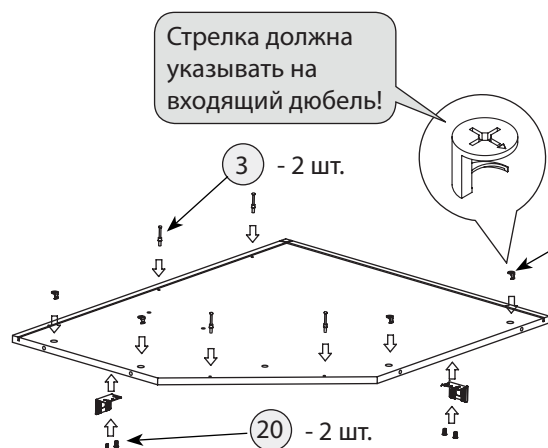 Стрелка должна
указывать на
входящий дюбель!
3 - 2 шт.
20 - 2 шт.